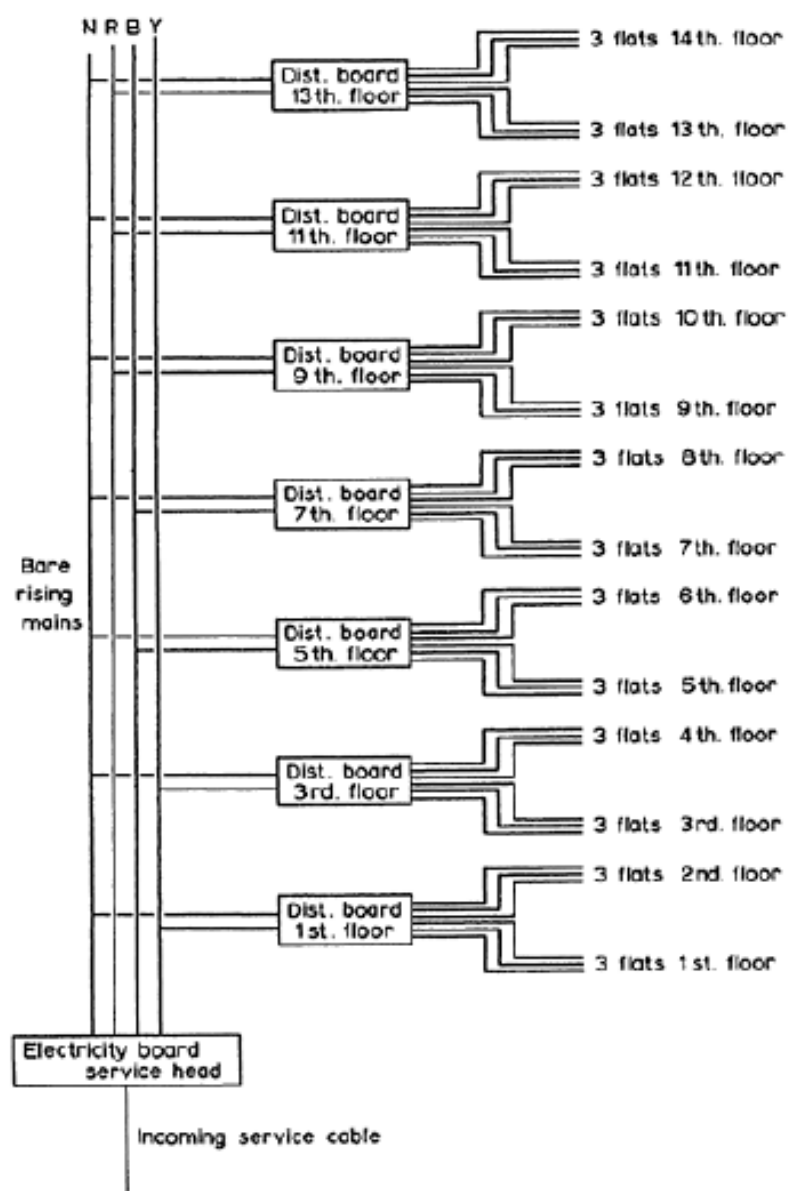 N R B Y
3 flats 14th. floor
Dist. board
13th. floor
3 flats 13th. floor
3 flats 12th. floor
Dist. board
11th. floor
3 flats 11th. floor
3 flats 10th. floor
Dist. board
9th. floor
3 flats 9th. floor
3 flats 8th. floor
Dist. board
7th. floor
3 flats 7th. floor
Bare
rising
mains
3 flats 6th. floor
Dist. board
5th. floor
3 flats 5th. floor
3 flats 4th. floor
Dist. board
3rd. floor
3 flats 3rd. floor
3 flats 2nd. floor
Dist. board
1st. floor
3 flats 1st. floor
Electricity board
service head
Incoming service cable